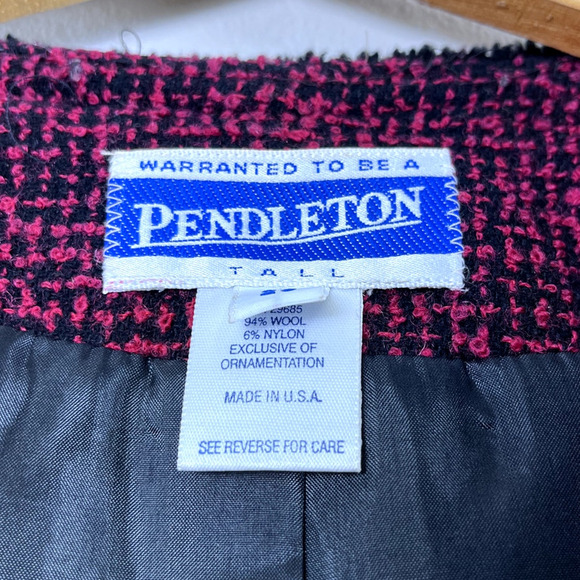 WARRANTED TO BE A
PENDLETON
TALL
94% WOOL
6% NYLON
EXCLUSIVE OF
ORNAMENTATION
MADE IN U.S.A.
SEE REVERSE FOR CARE